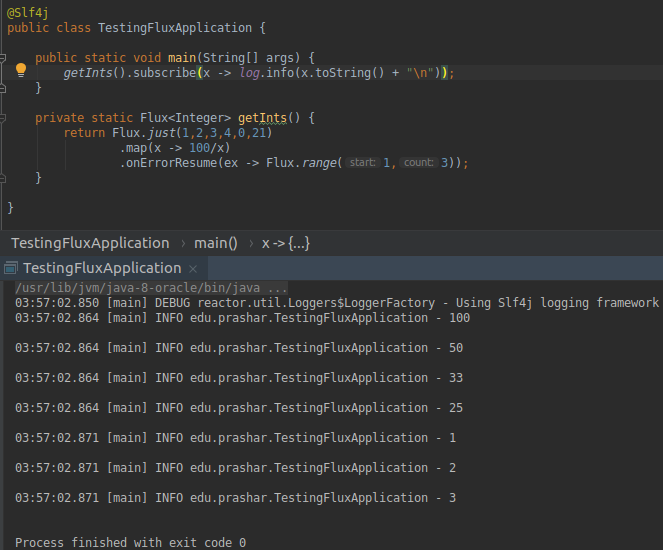 @Slf4j
public class TestingFluxApplication {
public static void main(String[] args) {
getInts().subscribe(x -> log.info(x.toString() + "\n"));
}
private static Flux<Integer> getInts() {
return Flux.just(1,2,3,4,0,21)
.map(x -> 100/x)
.onErrorResume(ex -> Flux.range( start: 1, count: 3));
}
}
TestingFluxApplication › main() › x -> {...}
TestingFluxApplication ×
/usr/lib/jvm/java-8-oracle/bin/java ...
03:57:02.850 [main] DEBUG reactor.util.Loggers$LoggerFactory - Using Slf4j logging framework
03:57:02.864 [main] INFO edu.prashar.TestingFluxApplication - 100
03:57:02.864 [main] INFO edu.prashar.TestingFluxApplication - 50
03:57:02.864 [main] INFO edu.prashar.TestingFluxApplication - 33
03:57:02.864 [main] INFO edu.prashar.TestingFluxApplication - 25
03:57:02.871 [main] INFO edu.prashar.TestingFluxApplication - 1
03:57:02.871 [main] INFO edu.prashar.TestingFluxApplication - 2
03:57:02.871 [main] INFO edu.prashar.TestingFluxApplication - 3
Process finished with exit code 0